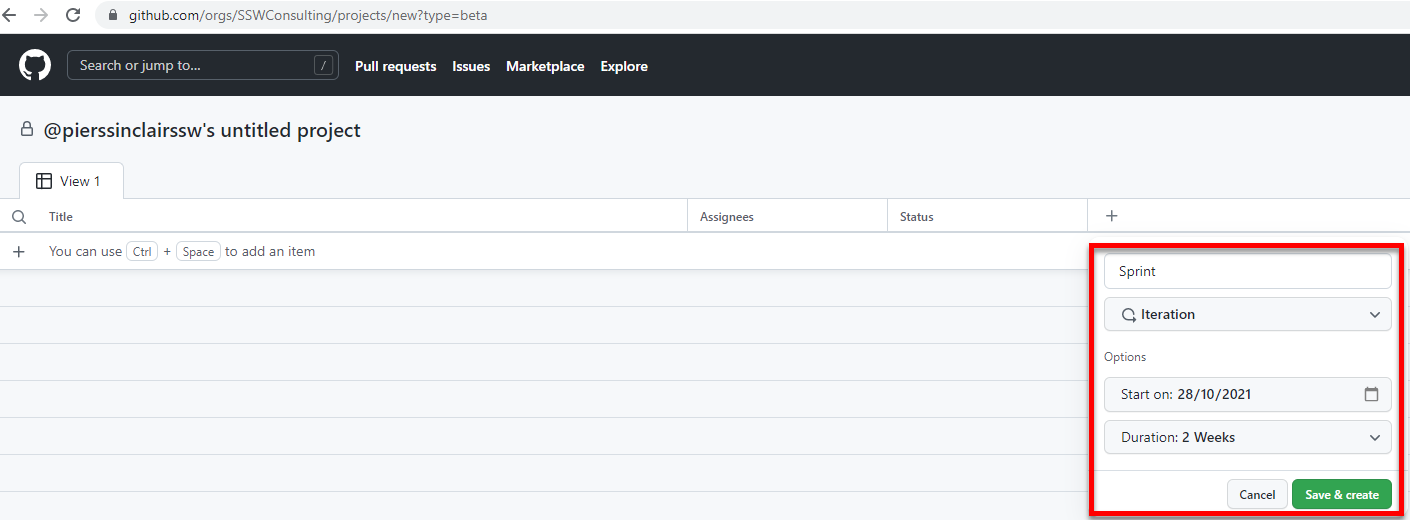 github.com/orgs/SSWConsulting/projects/new?type=beta
Search or jump to... / Pull requests Issues Marketplace Explore
@pierssinclairssw's untitled project
View 1
Title Assignees Status +
+ You can use Ctrl + Space to add an item
Sprint
Iteration
Options
Start on: 28/10/2021
Duration: 2 Weeks
Cancel Save & create